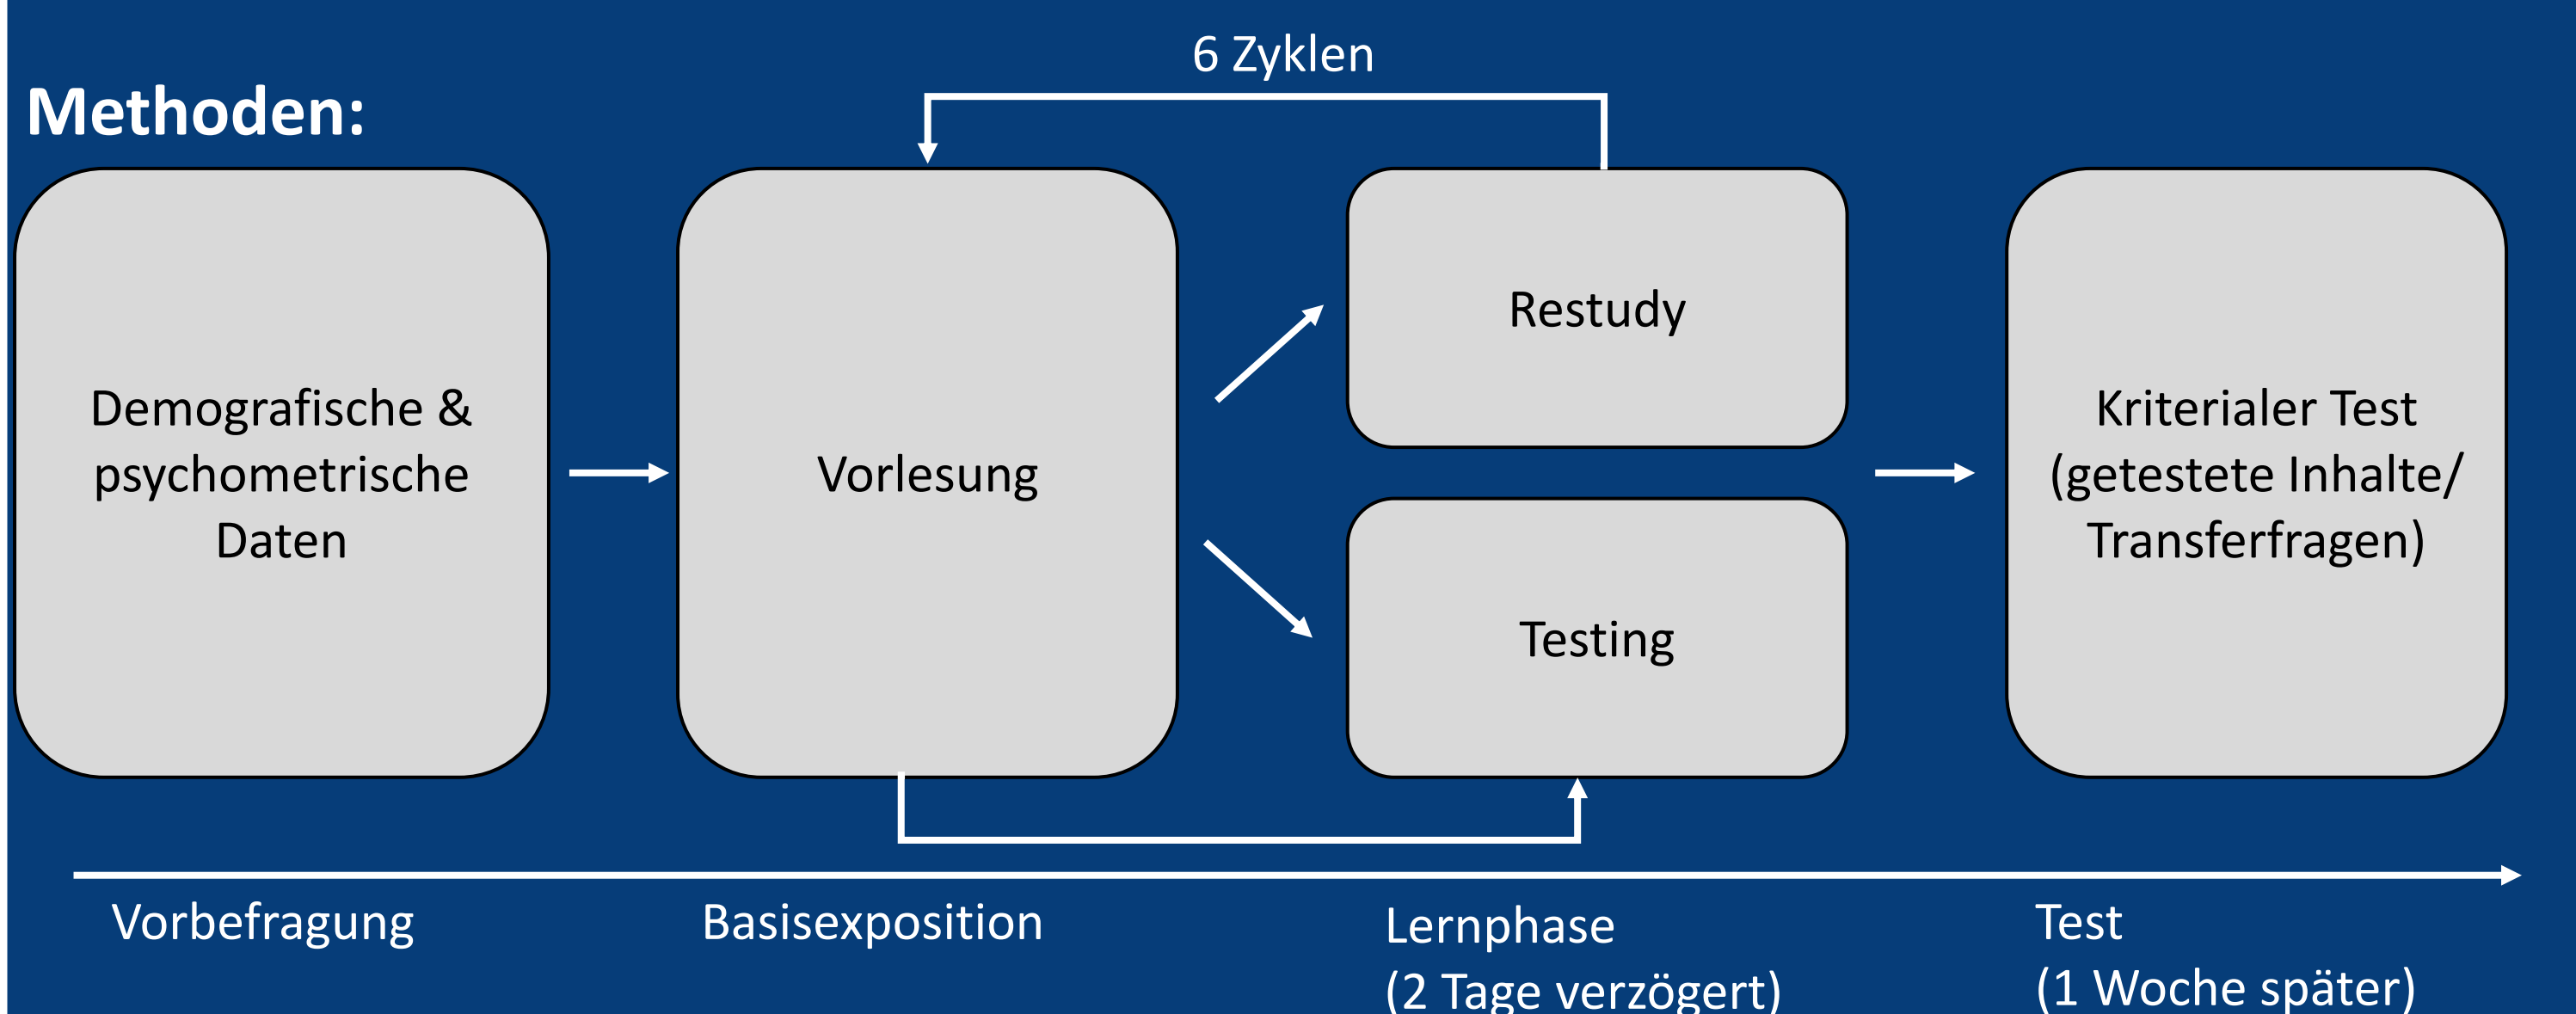 6 Zyklen
Methoden:
Demografische &
psychometrische
Daten
Vorlesung
Restudy
Testing
Kriterialer Test
(getestete Inhalte/
Transferfragen)
Vorbefragung
Basisexposition
Lernphase
(2 Tage verzögert)
Test
(1 Woche später)